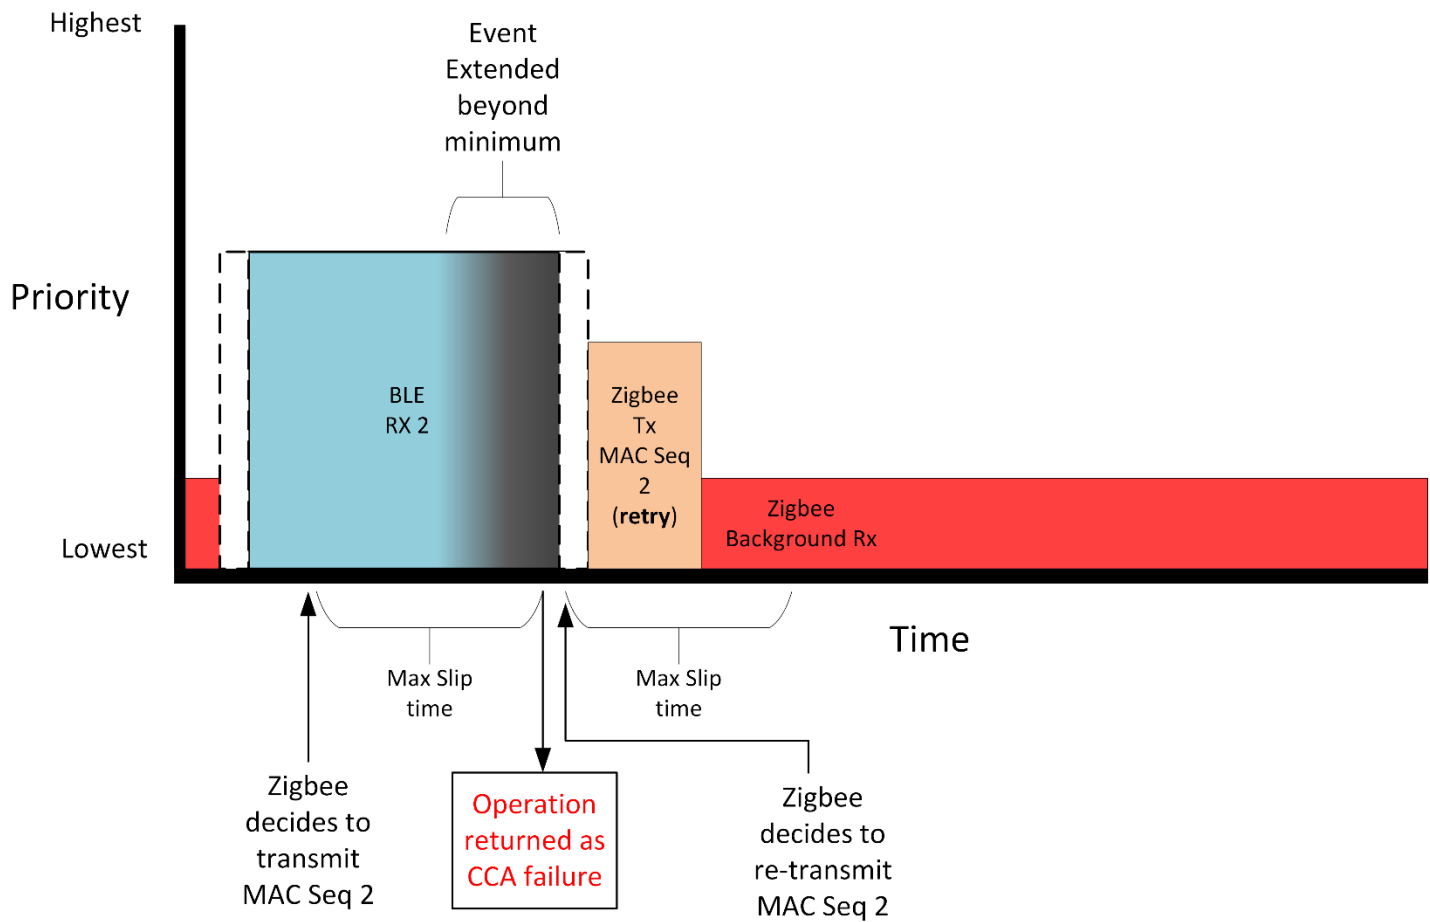 Highest
Event
Extended
beyond
minimum
Priority
BLE
RX 2
Zigbee
Tx
MAC Seq
2
(retry)
Zigbee
Background Rx
Lowest
Time
Max Slip
time
Max Slip
time
Zigbee
decides to
transmit
MAC Seq 2
Operation
returned as
CCA failure
Zigbee
decides to
re-transmit
MAC Seq 2